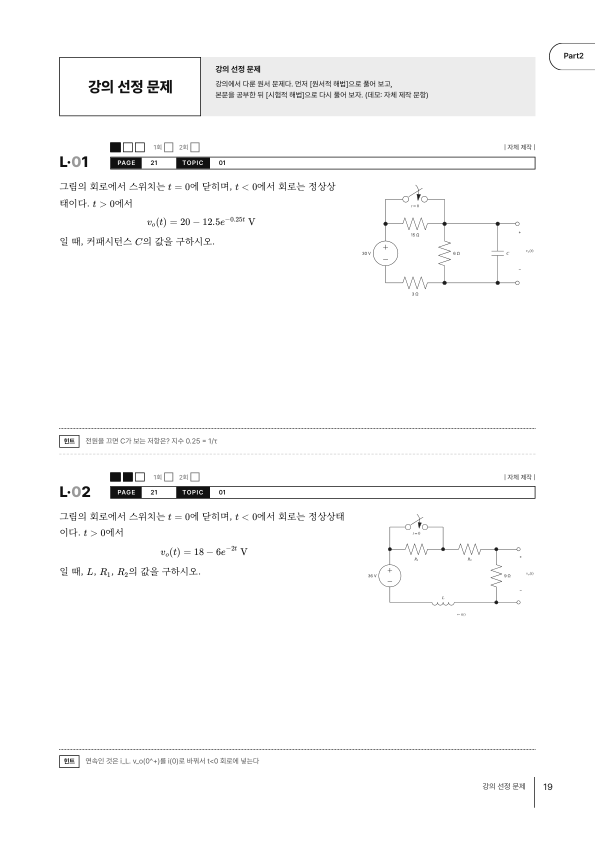 Part2
강의 선정 문제
강의 선정 문제
강의에서 다룬 원서 문제다. 먼저 [원서적 해법]으로 풀어 보고,
본문을 공부한 뒤 [시험적 해법]으로 다시 풀어 보자. (데모: 자체 제작 문항)
1회 2회 [ 자체 제작 ]
L·01 PAGE 21 TOPIC 01
그림의 회로에서 스위치는 t = 0에 닫히며, t < 0에서 회로는 정상상
태이다. t > 0에서
v_o(t) = 20 − 12.5e^{−0.25t} V
일 때, 커패시턴스 C의 값을 구하시오.
t = 0
15 Ω
30 V
6 Ω
C
+
v_o(t)
−
3 Ω
힌트 전원을 끄면 C가 보는 저항은? 지수 0.25 = 1/τ
1회 2회 [ 자체 제작 ]
L·02 PAGE 21 TOPIC 01
그림의 회로에서 스위치는 t = 0에 닫히며, t < 0에서 회로는 정상상태
이다. t > 0에서
v_o(t) = 18 − 6e^{−2t} V
일 때, L, R₁, R₂의 값을 구하시오.
t = 0
R₁
R₂
36 V
9 Ω
+
v_o(t)
−
L
힌트 연속인 것은 i_L. v_o(0^+)를 i(0)로 바꿔서 t<0 회로에 넣는다
강의 선정 문제 19